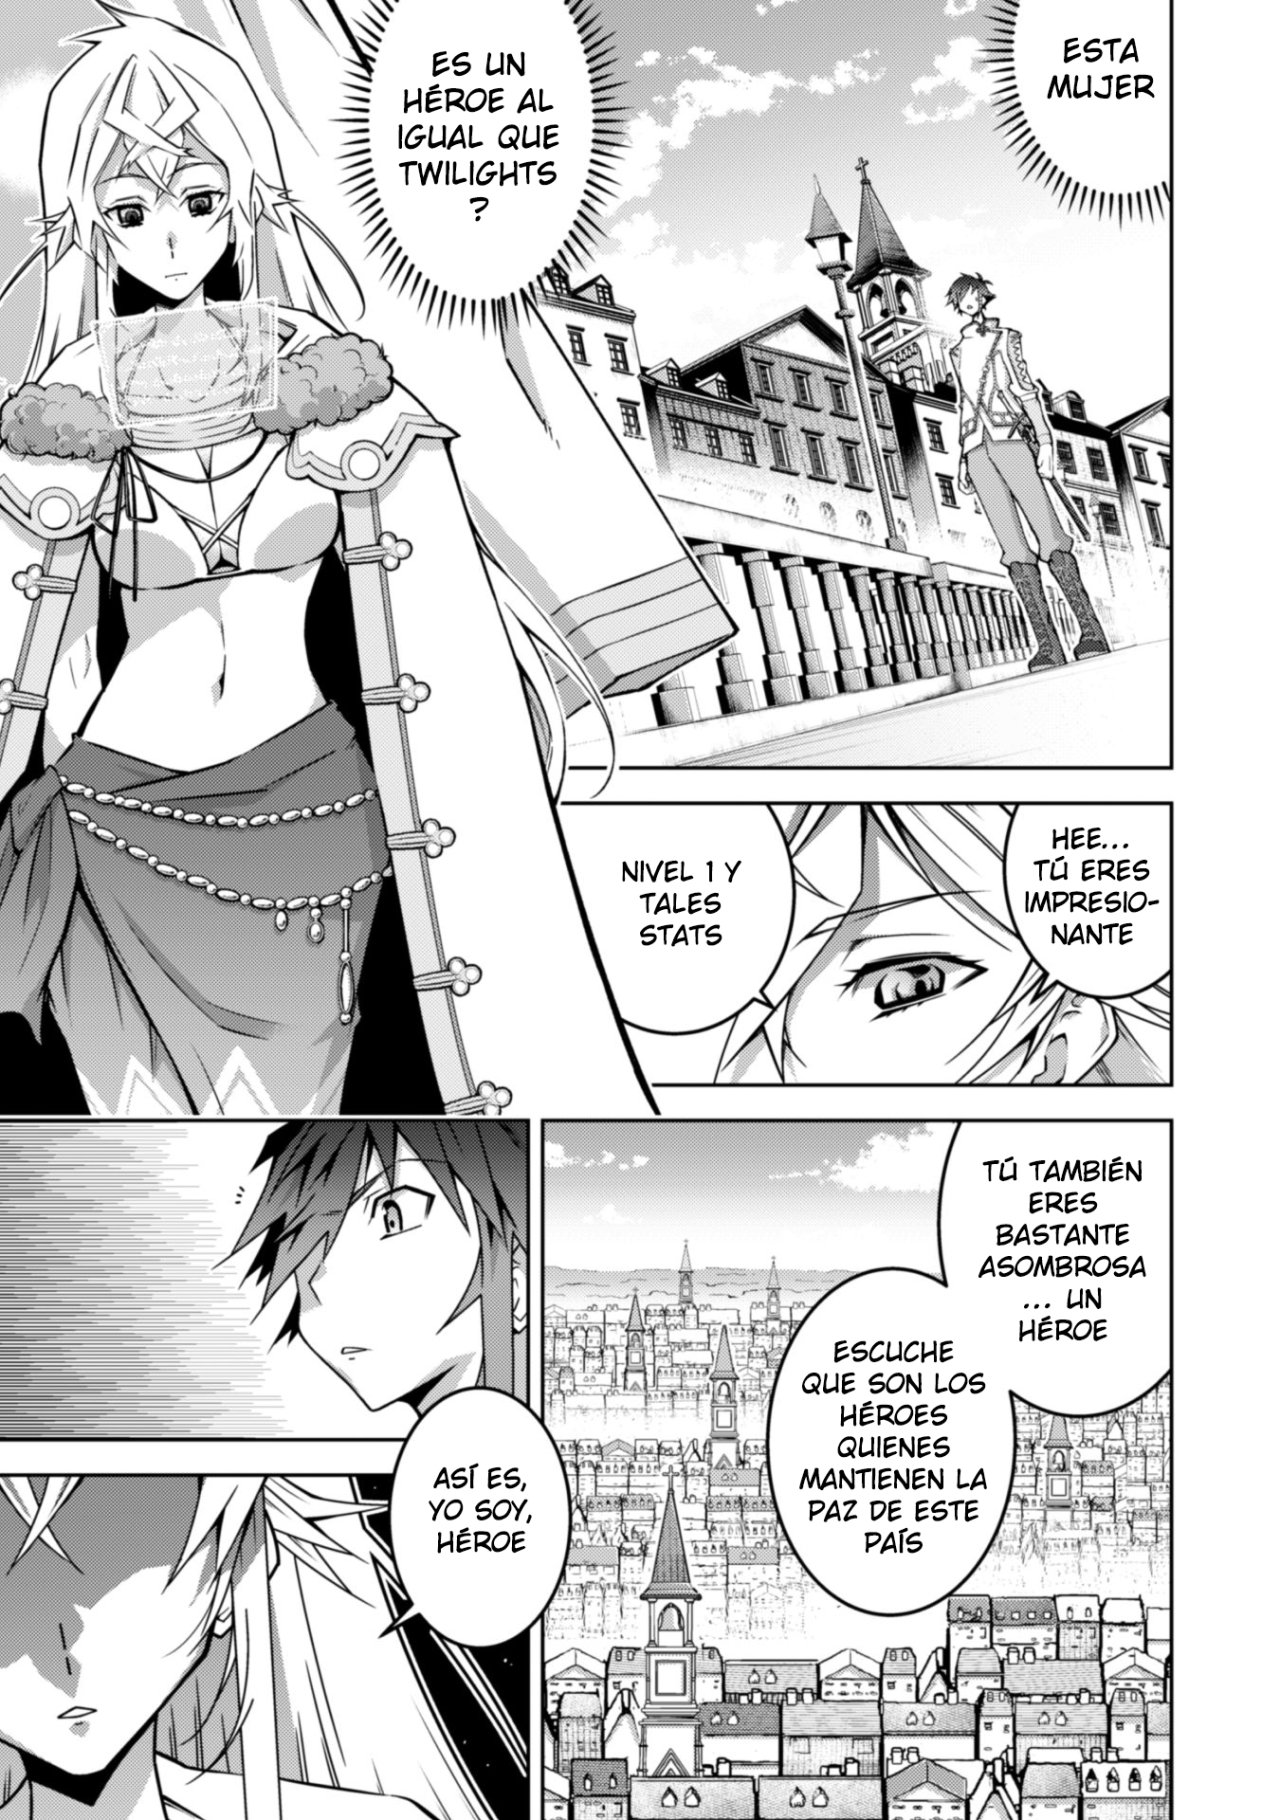 ESTA
MUJER
ES UN
HÉROE AL
IGUAL QUE
TWILIGHTS
?
HEE...
TÚ ERES
IMPRESIO-
NANTE
NIVEL 1 Y
TALES
STATS
TÚ TAMBIÉN
ERES
BASTANTE
ASOMBROSA
... UN
HÉROE
ESCUCHE
QUE SON LOS
HÉROES
QUIENES
MANTIENEN LA
PAZ DE ESTE
PAÍS
ASÍ ES,
YO SOY,
HÉROE